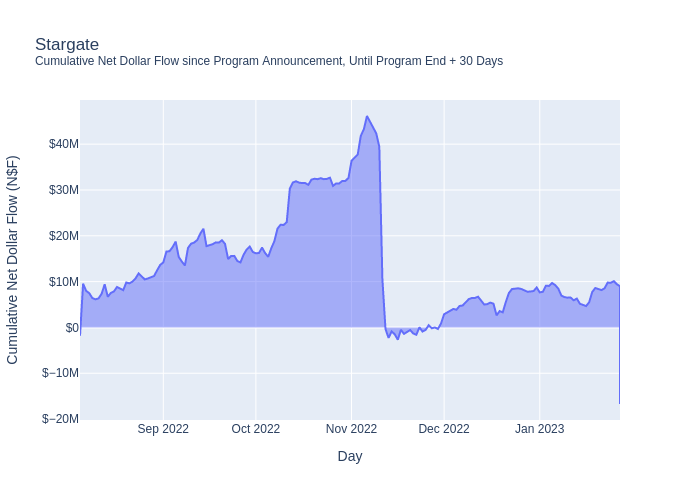 Stargate
Cumulative Net Dollar Flow since Program Announcement, Until Program End + 30 Days
Cumulative Net Dollar Flow (N$F)
$40M
$30M
$20M
$10M
$0
$−10M
$−20M
Sep 2022
Oct 2022
Nov 2022
Dec 2022
Jan 2023
Day